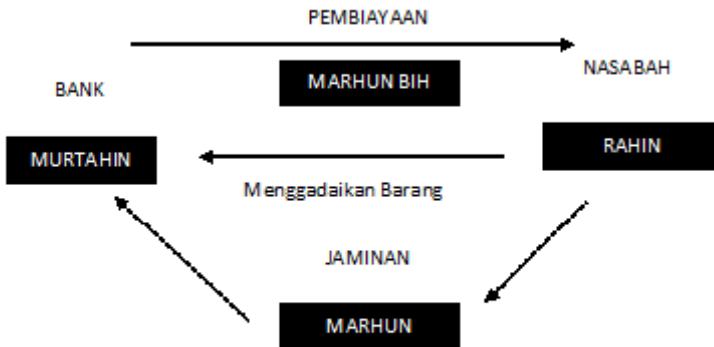 PEMBIAYAAN
NASABAH
BANK
MARHUN BIH
MURTAHIN
RAHIN
Menggadaikan Barang
JAMINAN
MARHUN